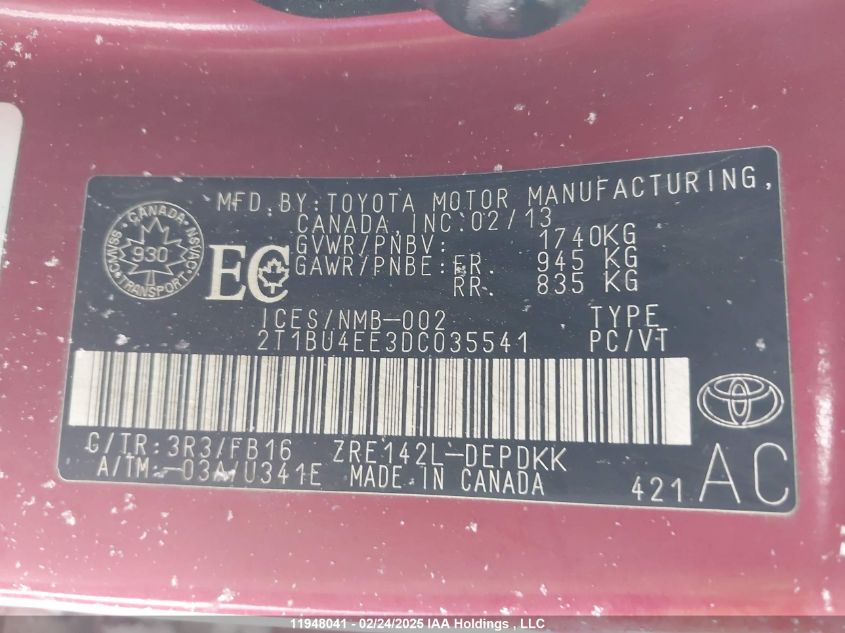 MFD. BY: TOYOTA MOTOR MANUFACTURING,
CANADA, INC. 02/13
GVWR/PNBV: 1740KG
GAWR/PNBE: FR. 945 KG
RR. 835 KG
CANADA
CMVSS NSVAC
930
TRANSPORT
EC
ICES/NMB-002 TYPE
2T1BU4EE3DC035541 PC/VT
C/TR: 3R3/FB16 ZRE142L-DEPDKK
A/TM: -03A/U341E MADE IN CANADA
421 AC
11948041 - 02/24/2025 IAA Holdings , LLC